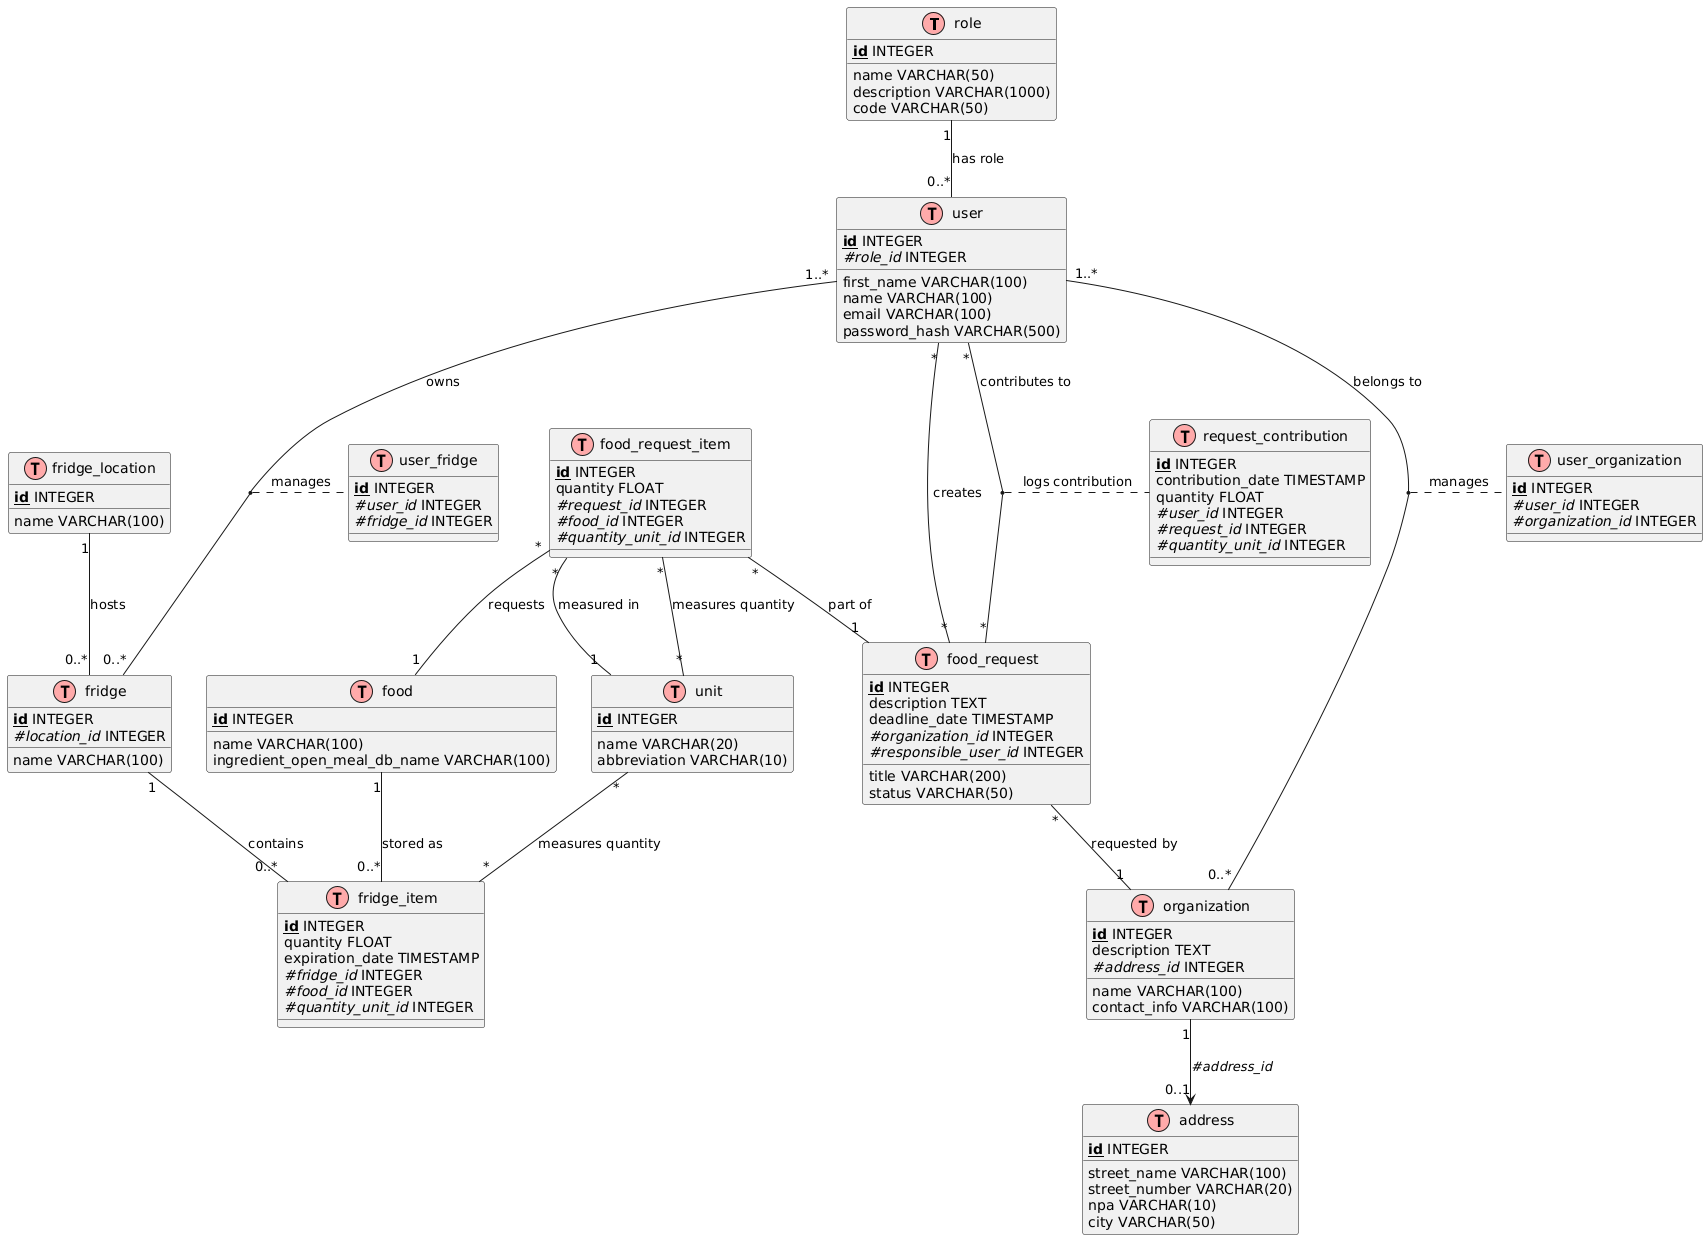 T role
id INTEGER
name VARCHAR(50)
description VARCHAR(1000)
code VARCHAR(50)
1
has role
0..*
T user
id INTEGER
#role_id INTEGER
first_name VARCHAR(100)
name VARCHAR(100)
email VARCHAR(100)
password_hash VARCHAR(500)
1..*
1..*
*
*
owns
contributes to
belongs to
T fridge_location
id INTEGER
name VARCHAR(100)
manages
T user_fridge
id INTEGER
#user_id INTEGER
#fridge_id INTEGER
T food_request_item
id INTEGER
quantity FLOAT
#request_id INTEGER
#food_id INTEGER
#quantity_unit_id INTEGER
creates
logs contribution
T request_contribution
id INTEGER
contribution_date TIMESTAMP
quantity FLOAT
#user_id INTEGER
#request_id INTEGER
#quantity_unit_id INTEGER
manages
T user_organization
id INTEGER
#user_id INTEGER
#organization_id INTEGER
1
*
*
*
*
hosts
requests
measured in
measures quantity
part of
0..*
0..*
1
1
*
1
*
*
T fridge
id INTEGER
#location_id INTEGER
name VARCHAR(100)
T food
id INTEGER
name VARCHAR(100)
ingredient_open_meal_db_name VARCHAR(100)
T unit
id INTEGER
name VARCHAR(20)
abbreviation VARCHAR(10)
T food_request
id INTEGER
description TEXT
deadline_date TIMESTAMP
#organization_id INTEGER
#responsible_user_id INTEGER
title VARCHAR(200)
status VARCHAR(50)
1
1
*
*
contains
stored as
measures quantity
requested by
0..*
0..*
*
1
0..*
T fridge_item
id INTEGER
quantity FLOAT
expiration_date TIMESTAMP
#fridge_id INTEGER
#food_id INTEGER
#quantity_unit_id INTEGER
T organization
id INTEGER
description TEXT
#address_id INTEGER
name VARCHAR(100)
contact_info VARCHAR(100)
1
#address_id
0..1
T address
id INTEGER
street_name VARCHAR(100)
street_number VARCHAR(20)
npa VARCHAR(10)
city VARCHAR(50)